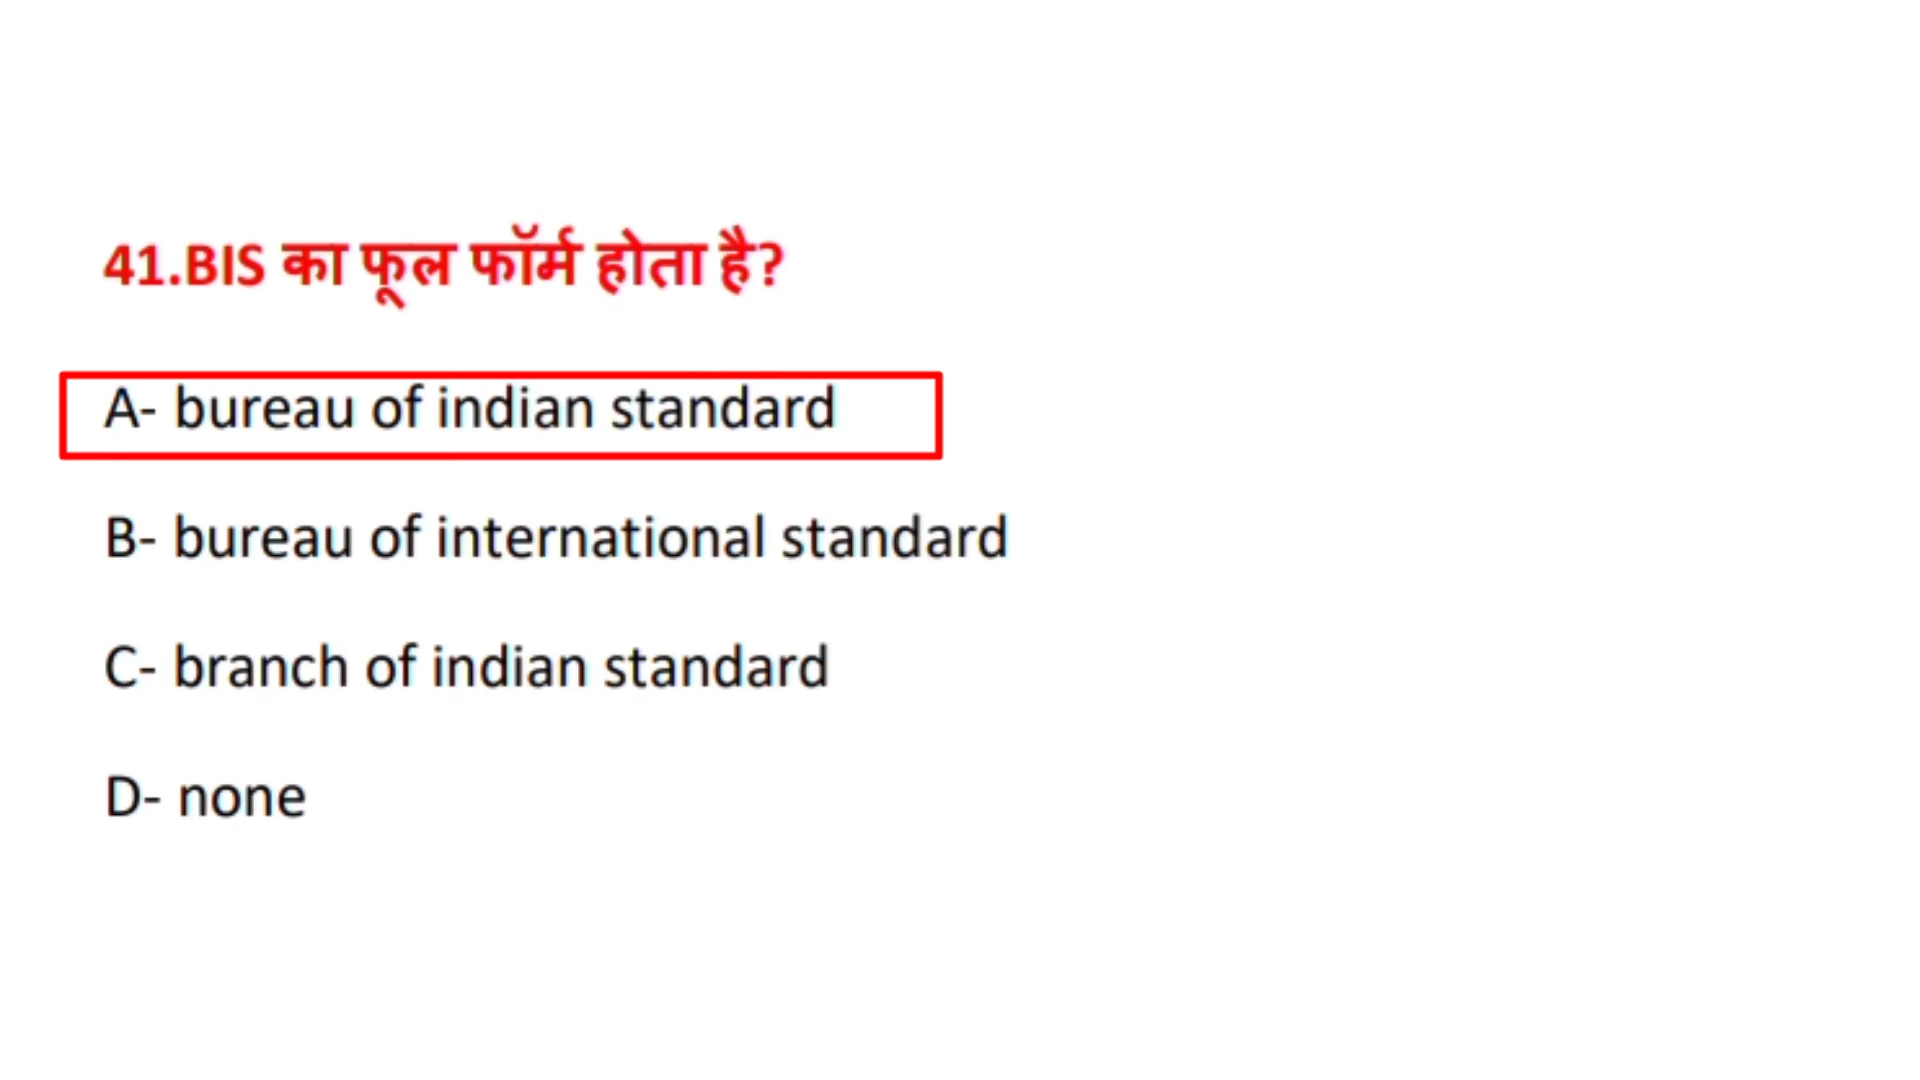 41.BIS का फूल फॉर्म होता है?
A- bureau of indian standard
B- bureau of international standard
C- branch of indian standard
D- none